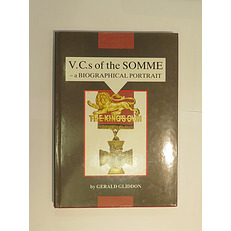 V.C.s of the SOMME
– a BIOGRAPHICAL PORTRAIT
THE KING'S OWN
by GERALD GLIDDON